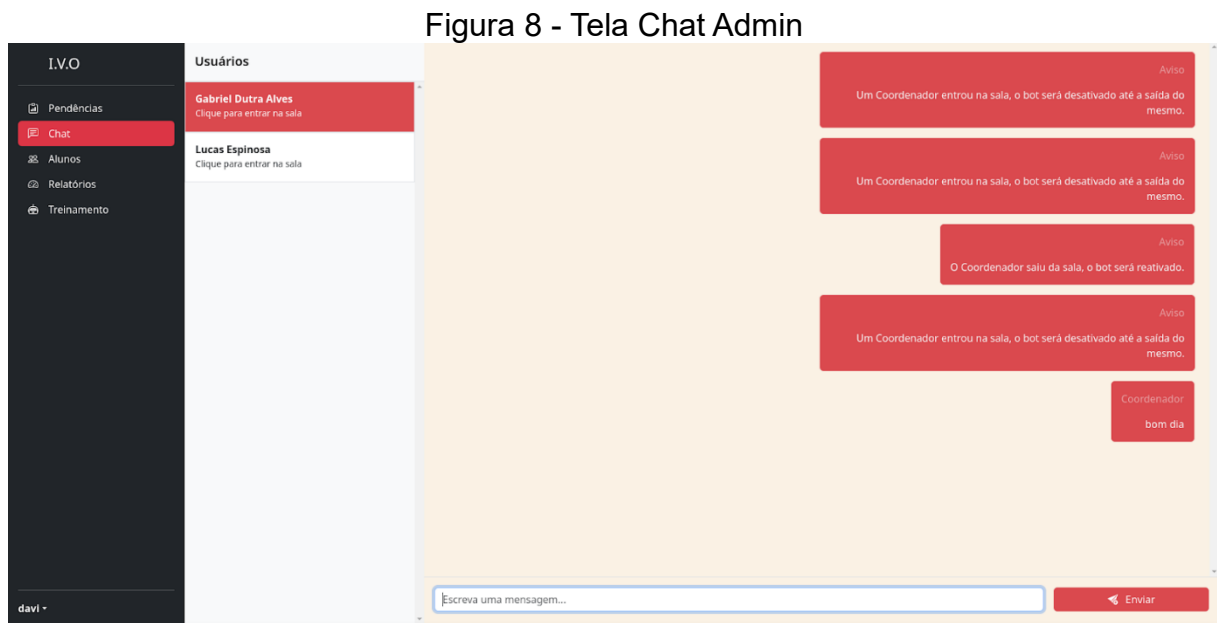 Figura 8 - Tela Chat Admin
I.V.O
Pendências
Chat
Alunos
Relatórios
Treinamento
davi
Usuários
Gabriel Dutra Alves
Clique para entrar na sala
Lucas Espinosa
Clique para entrar na sala
Aviso
Um Coordenador entrou na sala, o bot será desativado até a saída do
mesmo.
Aviso
Um Coordenador entrou na sala, o bot será desativado até a saída do
mesmo.
Aviso
O Coordenador saiu da sala, o bot será reativado.
Aviso
Um Coordenador entrou na sala, o bot será desativado até a saída do
mesmo.
Coordenador
bom dia
Escreva uma mensagem...
Enviar